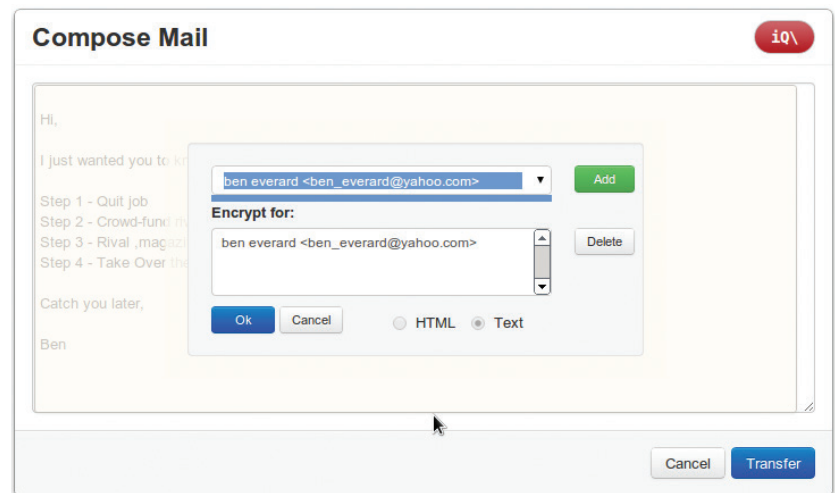 Compose Mail
iQ\
Hi,
I just wanted you to
Step 1 - Quit job
Step 2 - Crowd-fund
Step 3 - Rival ,magazi
Step 4 - Take Over the
Catch you later,
Ben
ben everard <ben_everard@yahoo.com>
Add
Encrypt for:
ben everard <ben_everard@yahoo.com>
Delete
Ok
Cancel
HTML
Text
Cancel
Transfer